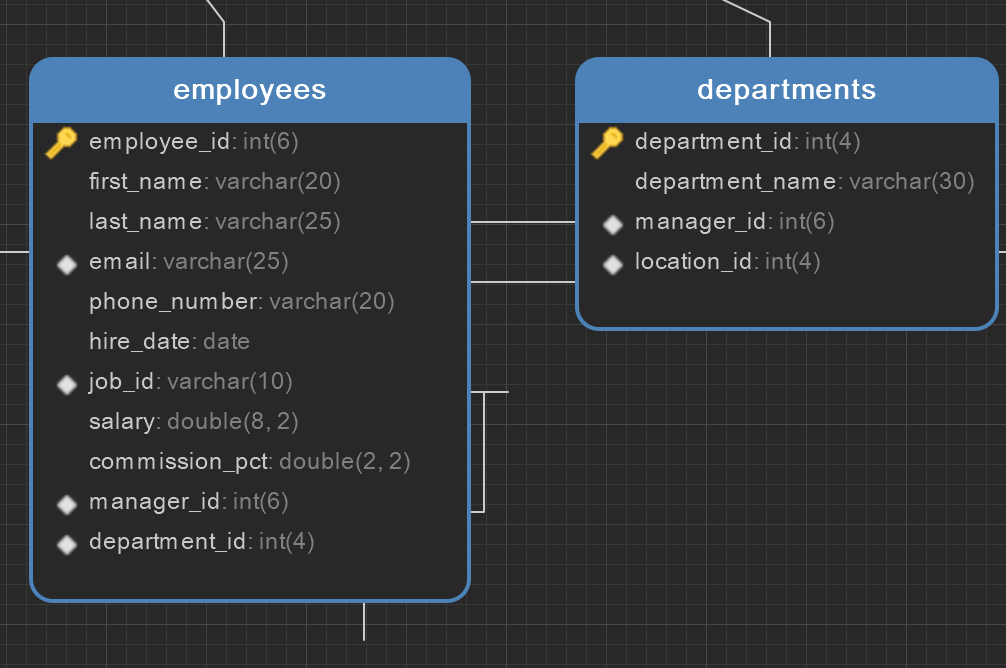 employees
employee_id: int(6)
first_name: varchar(20)
last_name: varchar(25)
email: varchar(25)
phone_number: varchar(20)
hire_date: date
job_id: varchar(10)
salary: double(8, 2)
commission_pct: double(2, 2)
manager_id: int(6)
department_id: int(4)
departments
department_id: int(4)
department_name: varchar(30)
manager_id: int(6)
location_id: int(4)